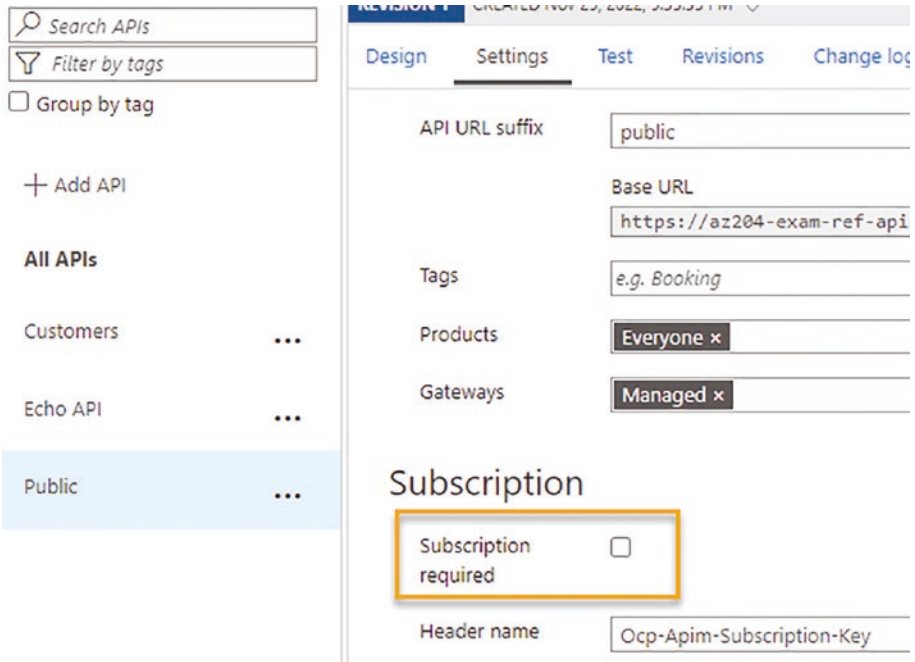 Search APIs
Filter by tags
Group by tag
Add API
All APIs
Customers
Echo API
Public
Design Settings Test Revisions Change log
API URL suffix public
Base URL
https://az204-exam-ref-api
Tags e.g. Booking
Products Everyone ×
Gateways Managed ×
Subscription
Subscription
required
Header name Ocp-Apim-Subscription-Key